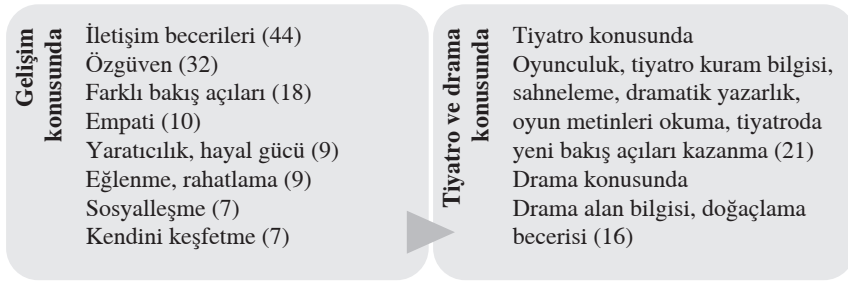 Gelişim
konusunda
İletişim becerileri (44)
Özgüven (32)
Farklı bakış açıları (18)
Empati (10)
Yaratıcılık, hayal gücü (9)
Eğlenme, rahatlama (9)
Sosyalleşme (7)
Kendini keşfetme (7)
Tiyatro ve drama
konusunda
Tiyatro konusunda
Oyunculuk, tiyatro kuram bilgisi,
sahneleme, dramatik yazarlık,
oyun metinleri okuma, tiyatroda
yeni bakış açıları kazanma (21)
Drama konusunda
Drama alan bilgisi, doğaçlama
becerisi (16)